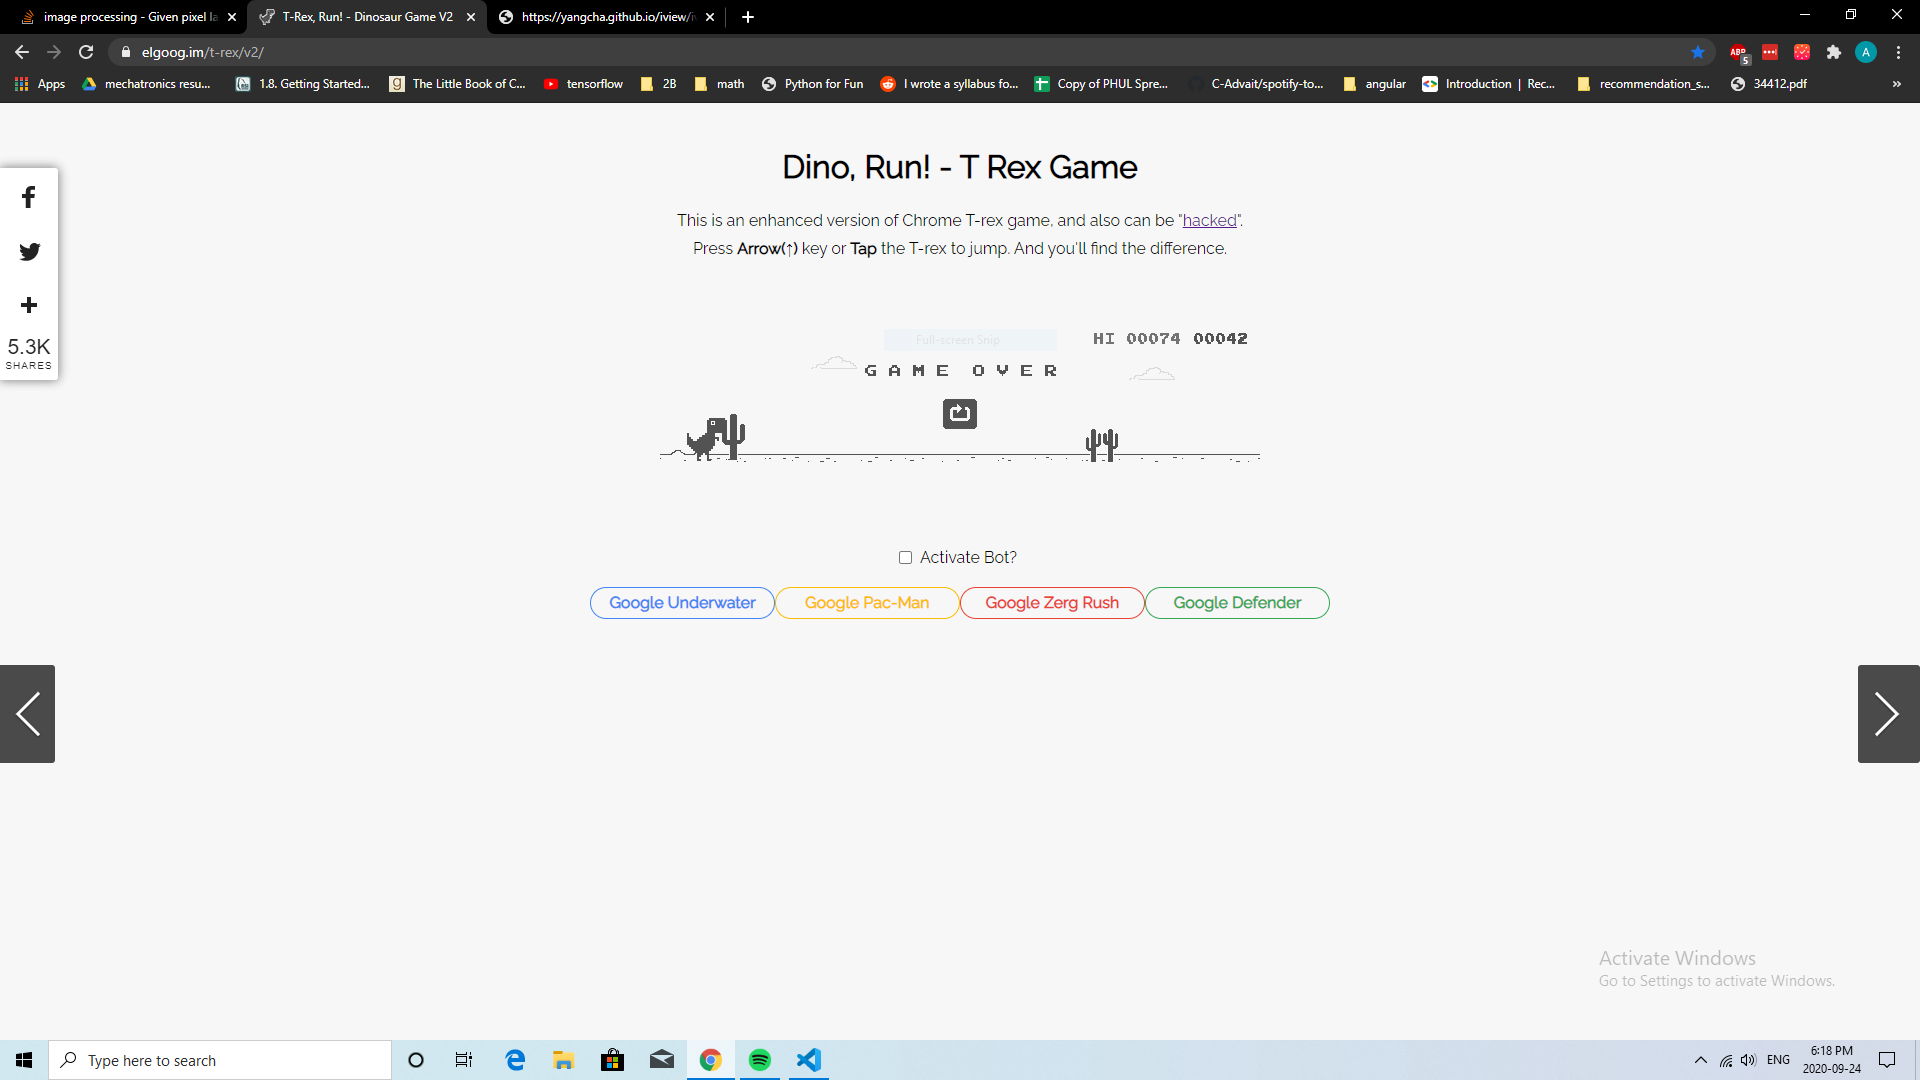 image processing - Given pixel la
T-Rex, Run! - Dinosaur Game V2
https://yangcha.github.io/iview/i
elgoog.im/t-rex/v2/
ABP
5
A
Apps
mechatronics resu...
1.8. Getting Started...
The Little Book of C...
tensorflow
2B
math
Python for Fun
I wrote a syllabus fo...
Copy of PHUL Spre...
C-Advait/spotify-to...
angular
Introduction | Rec...
recommendation_s...
34412.pdf
»
Dino, Run! - T Rex Game
This is an enhanced version of Chrome T-rex game, and also can be "hacked".
Press Arrow(↑) key or Tap the T-rex to jump. And you'll find the difference.
5.3K
SHARES
Full-screen Snip
HI 00074 00042
GAME OVER
Activate Bot?
Google Underwater
Google Pac-Man
Google Zerg Rush
Google Defender
Activate Windows
Go to Settings to activate Windows.
Type here to search
ENG
6:18 PM
2020-09-24